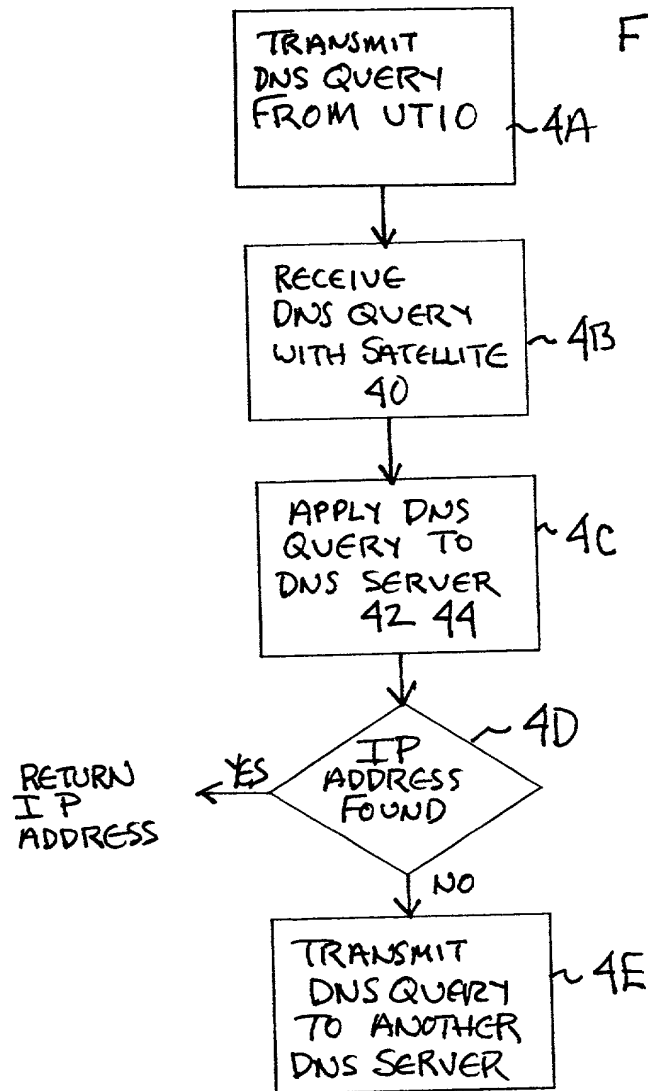 F
TRANSMIT
DNS QUERY
FROM UT10
~4A
RECEIVE
DNS QUERY
WITH SATELLITE
40
~4B
APPLY DNS
QUERY TO
DNS SERVER
42 44
~4C
IP
ADDRESS
FOUND
~4D
YES
RETURN
IP
ADDRESS
NO
TRANSMIT
DNS QUERY
TO ANOTHER
DNS SERVER
~4E